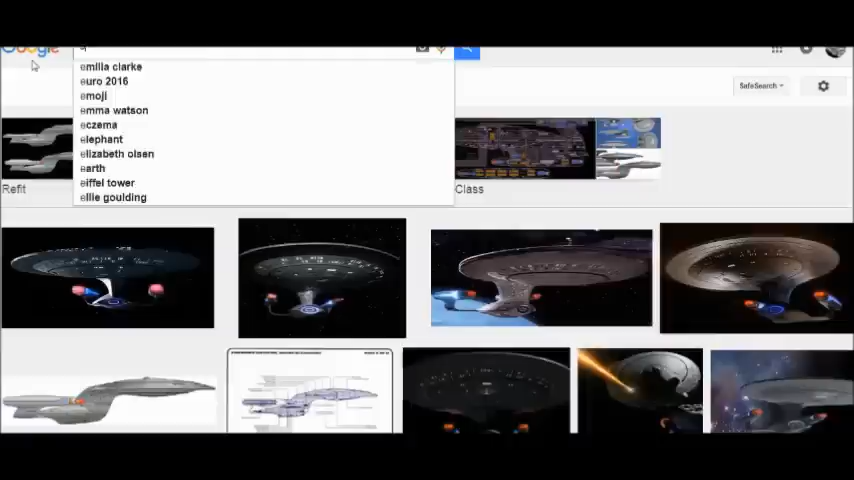 Google
emilia clarke
euro 2016
emoji
emma watson
eczema
elephant
elizabeth olsen
earth
eiffel tower
ellie goulding
SafeSearch
Refit
Class